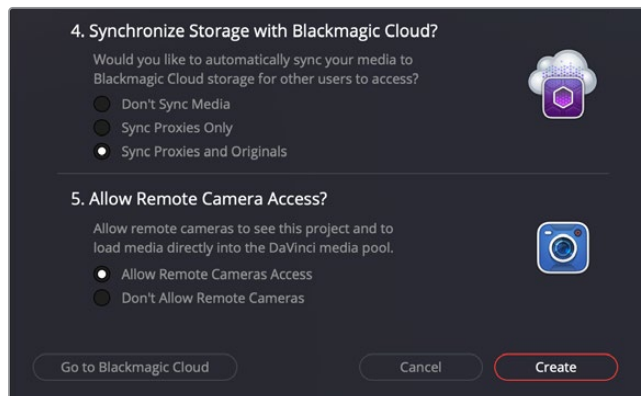 4. Synchronize Storage with Blackmagic Cloud?
Would you like to automatically sync your media to
Blackmagic Cloud storage for other users to access?
Don't Sync Media
Sync Proxies Only
Sync Proxies and Originals
5. Allow Remote Camera Access?
Allow remote cameras to see this project and to
load media directly into the DaVinci media pool.
Allow Remote Cameras Access
Don't Allow Remote Cameras
Go to Blackmagic Cloud
Cancel
Create